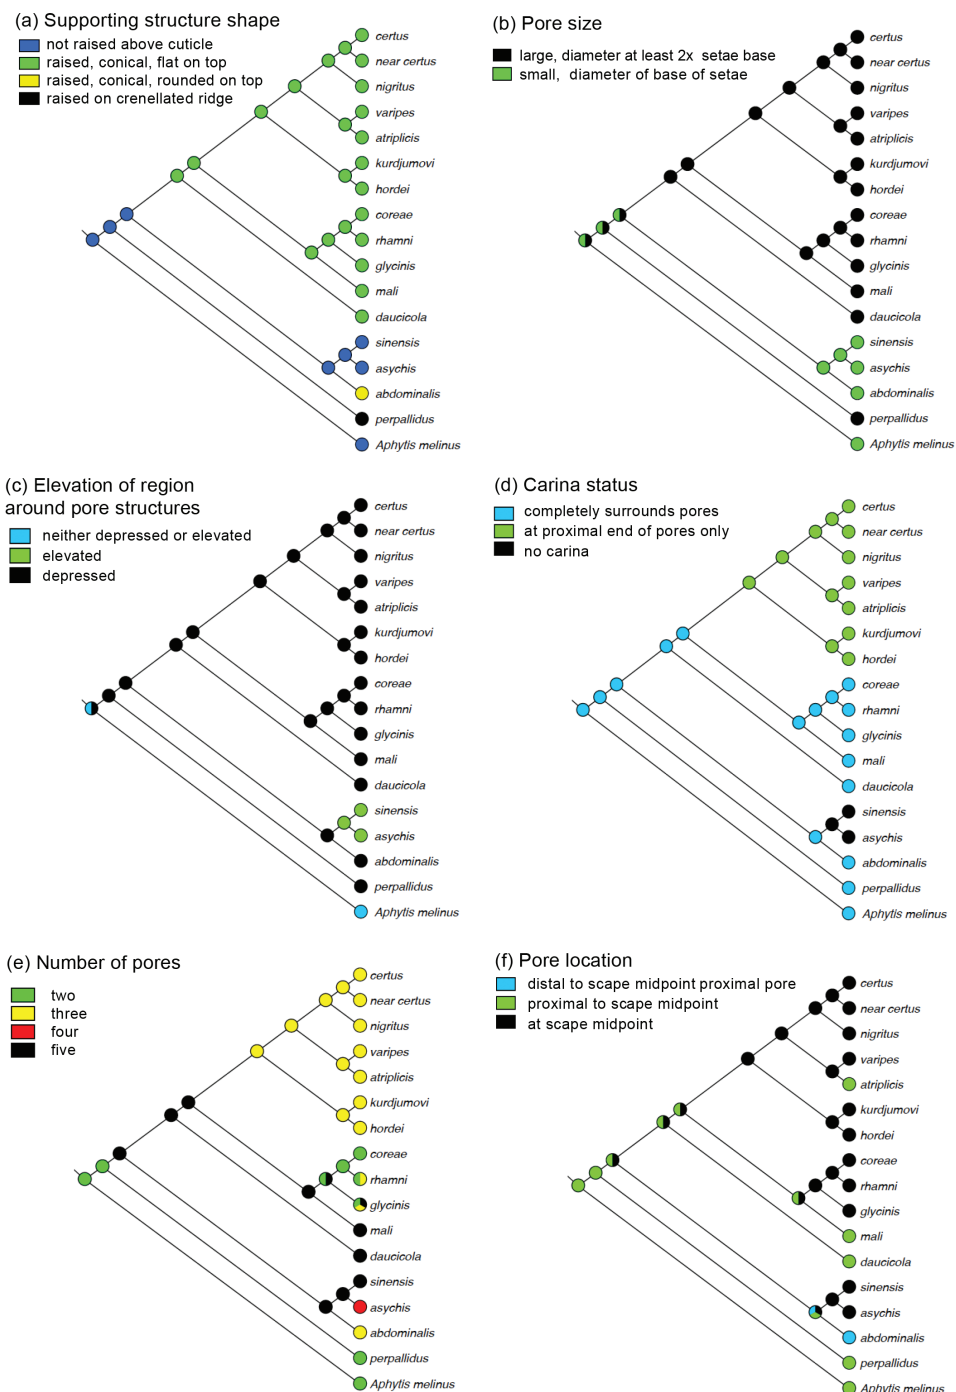 (a) Supporting structure shape
not raised above cuticle
raised, conical, flat on top
raised, conical, rounded on top
raised on crenellated ridge
certus
near certus
nigritus
varipes
atriplicis
kurdjumovi
hordei
coreae
rhamni
glycinis
mali
daucicola
sinensis
asychis
abdominalis
perpallidus
Aphytis melinus
(b) Pore size
large, diameter at least 2x setae base
small, diameter of base of setae
certus
near certus
nigritus
varipes
atriplicis
kurdjumovi
hordei
coreae
rhamni
glycinis
mali
daucicola
sinensis
asychis
abdominalis
perpallidus
Aphytis melinus
(c) Elevation of region
around pore structures
neither depressed or elevated
elevated
depressed
certus
near certus
nigritus
varipes
atriplicis
kurdjumovi
hordei
coreae
rhamni
glycinis
mali
daucicola
sinensis
asychis
abdominalis
perpallidus
Aphytis melinus
(d) Carina status
completely surrounds pores
at proximal end of pores only
no carina
certus
near certus
nigritus
varipes
atriplicis
kurdjumovi
hordei
coreae
rhamni
glycinis
mali
daucicola
sinensis
asychis
abdominalis
perpallidus
Aphytis melinus
(e) Number of pores
two
three
four
five
certus
near certus
nigritus
varipes
atriplicis
kurdjumovi
hordei
coreae
rhamni
glycinis
mali
daucicola
sinensis
asychis
abdominalis
perpallidus
Aphytis melinus
(f) Pore location
distal to scape midpoint proximal pore
proximal to scape midpoint
at scape midpoint
certus
near certus
nigritus
varipes
atriplicis
kurdjumovi
hordei
coreae
rhamni
glycinis
mali
daucicola
sinensis
asychis
abdominalis
perpallidus
Aphytis melinus